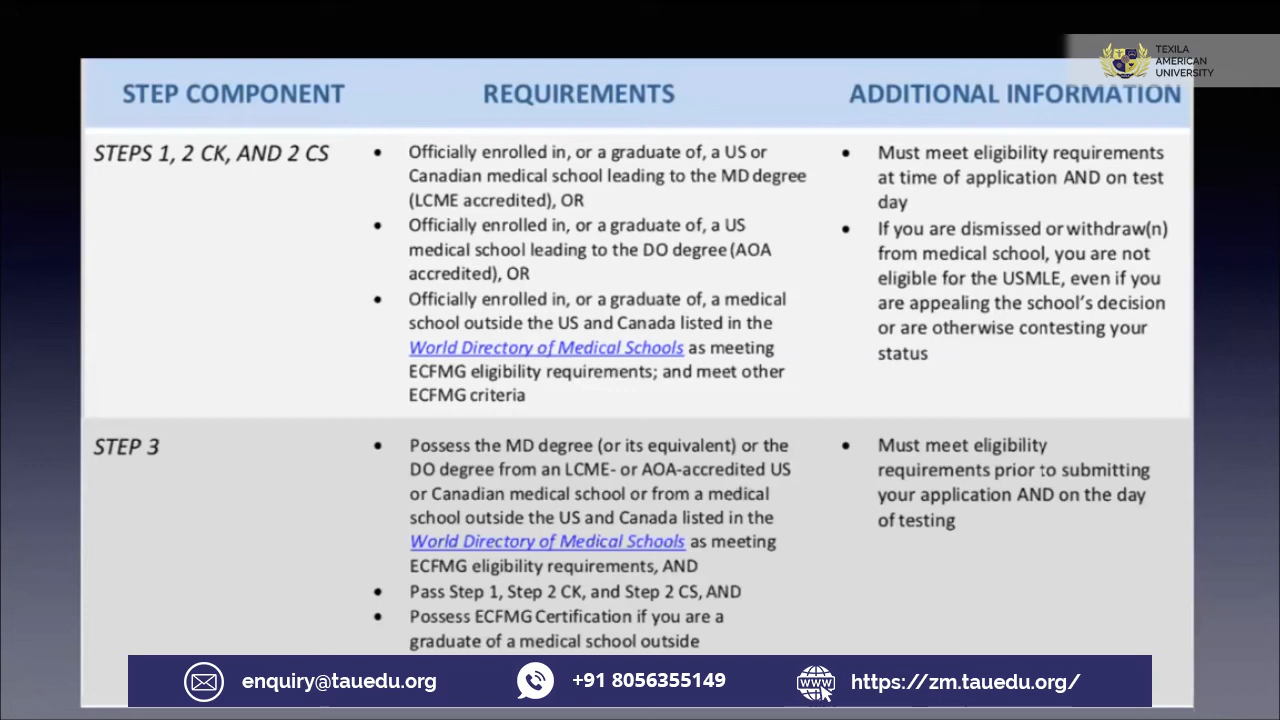 TEXILA
AMERICAN
UNIVERSITY
STEP COMPONENT REQUIREMENTS ADDITIONAL INFORMATION
STEPS 1, 2 CK, AND 2 CS
• Officially enrolled in, or a graduate of, a US or
Canadian medical school leading to the MD degree
(LCME accredited), OR
• Officially enrolled in, or a graduate of, a US
medical school leading to the DO degree (AOA
accredited), OR
• Officially enrolled in, or a graduate of, a medical
school outside the US and Canada listed in the
World Directory of Medical Schools as meeting
ECFMG eligibility requirements; and meet other
ECFMG criteria
• Must meet eligibility requirements
at time of application AND on test
day
• If you are dismissed or withdraw(n)
from medical school, you are not
eligible for the USMLE, even if you
are appealing the school's decision
or are otherwise contesting your
status
STEP 3
• Possess the MD degree (or its equivalent) or the
DO degree from an LCME- or AOA-accredited US
or Canadian medical school or from a medical
school outside the US and Canada listed in the
World Directory of Medical Schools as meeting
ECFMG eligibility requirements, AND
• Pass Step 1, Step 2 CK, and Step 2 CS, AND
• Possess ECFMG Certification if you are a
graduate of a medical school outside
• Must meet eligibility
requirements prior to submitting
your application AND on the day
of testing
enquiry@tauedu.org +91 8056355149 WWW https://zm.tauedu.org/